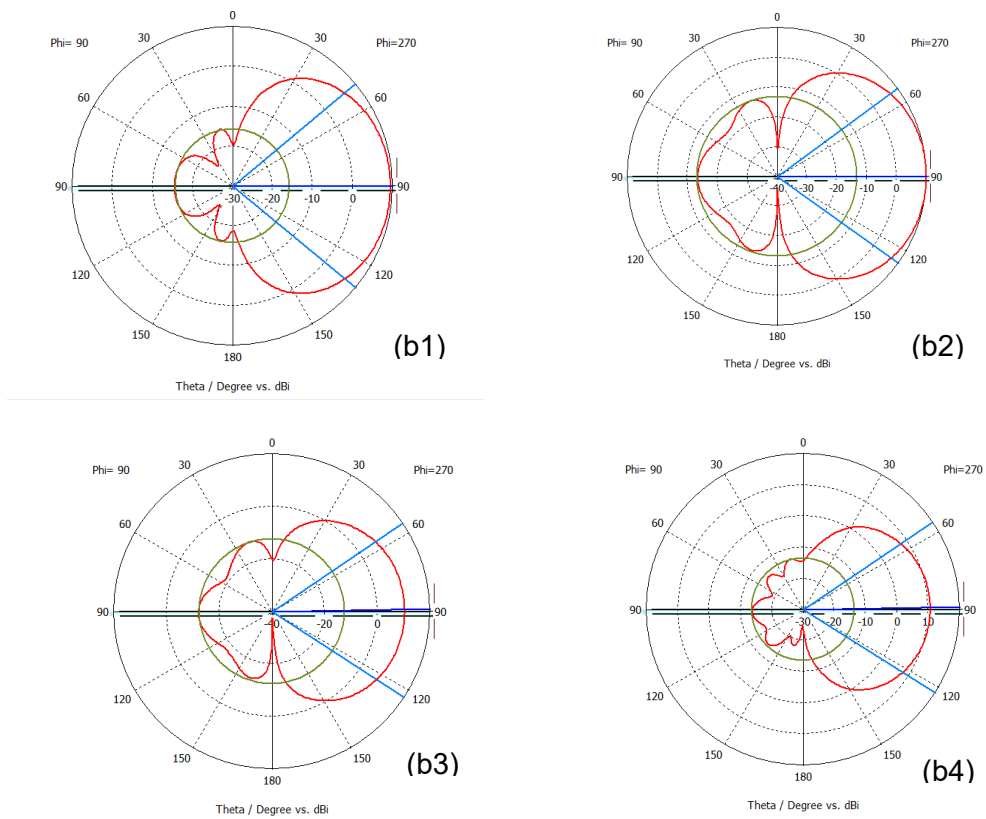 0
Phi= 90 30 30 Phi=270
60 60
90 -30 -20 -10 0 90
120 120
150 150
180
(b1)
Theta / Degree vs. dBi
0
Phi= 90 30 30 Phi=270
60 60
90 -40 -30 -20 -10 0 90
120 120
150 150
180
(b2)
Theta / Degree vs. dBi
0
Phi= 90 30 30 Phi=270
60 60
90 -40 -20 0 90
120 120
150 150
180
(b3)
Theta / Degree vs. dBi
0
Phi= 90 30 30 Phi=270
60 60
90 -30 -20 -10 0 10 90
120 120
150 150
180
(b4)
Theta / Degree vs. dBi